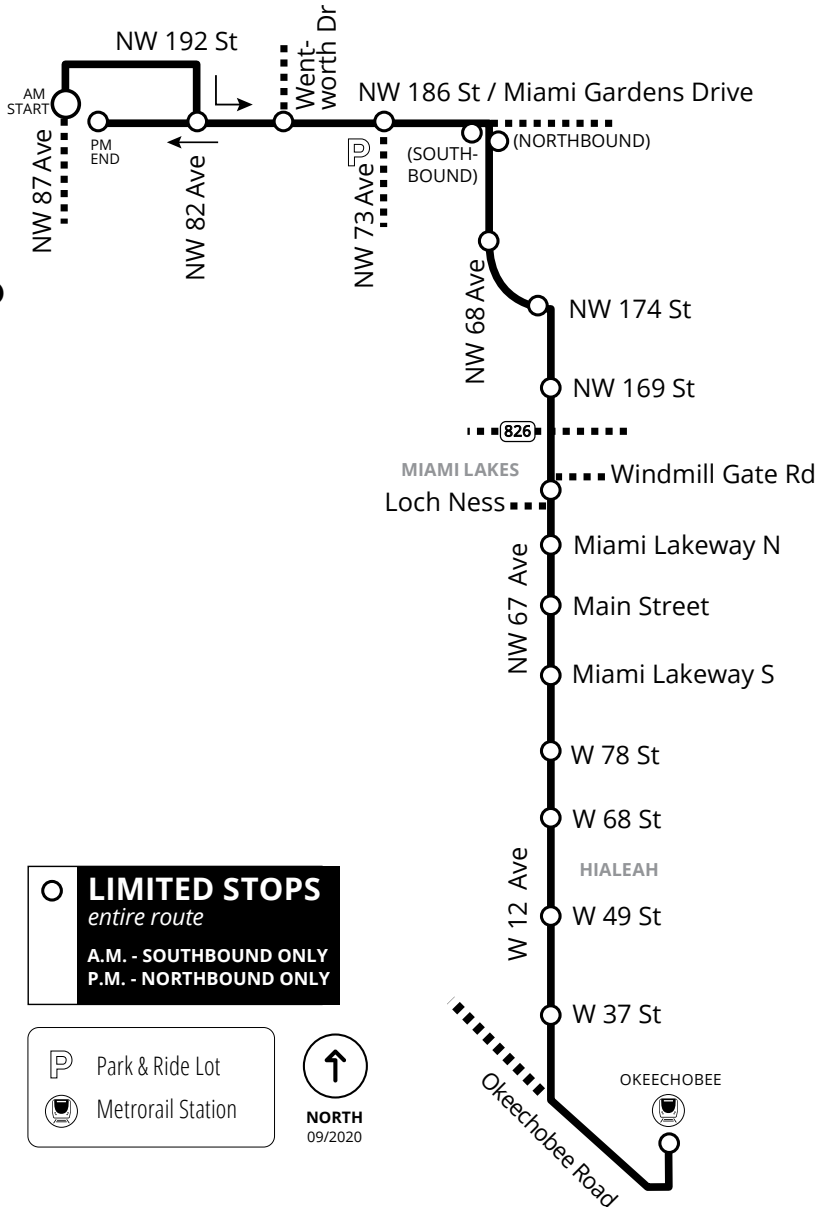 NW 192 St
Went-
worth Dr
AM
START
NW 186 St / Miami Gardens Drive
PM
END
P
(SOUTH-
BOUND)
(NORTHBOUND)
NW 87 Ave
NW 82 Ave
NW 73 Ave
NW 68 Ave
NW 174 St
NW 169 St
826
MIAMI LAKES
Windmill Gate Rd
Loch Ness
Miami Lakeway N
NW 67 Ave
Main Street
Miami Lakeway S
W 78 St
W 68 St
HIALEAH
W 12 Ave
W 49 St
W 37 St
Okeechobee Road
OKEECHOBEE
LIMITED STOPS
entire route
A.M. - SOUTHBOUND ONLY
P.M. - NORTHBOUND ONLY
P Park & Ride Lot
Metrorail Station
NORTH
09/2020